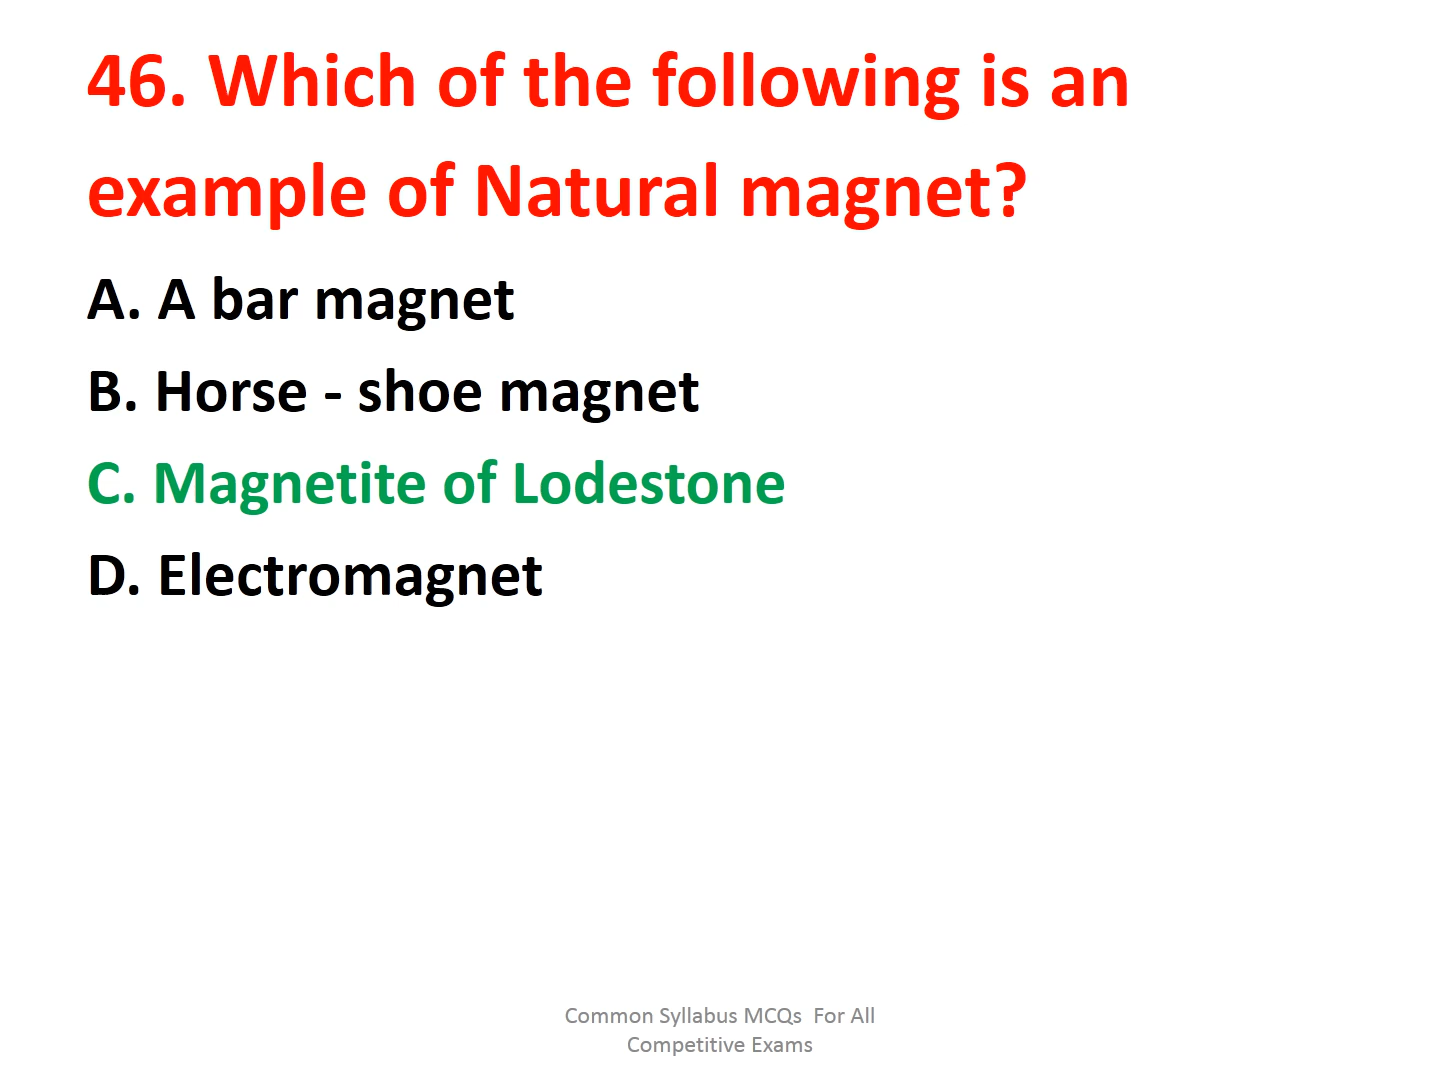 46. Which of the following is an
example of Natural magnet?
A. A bar magnet
B. Horse - shoe magnet
C. Magnetite of Lodestone
D. Electromagnet
Common Syllabus MCQs  For All
Competitive Exams